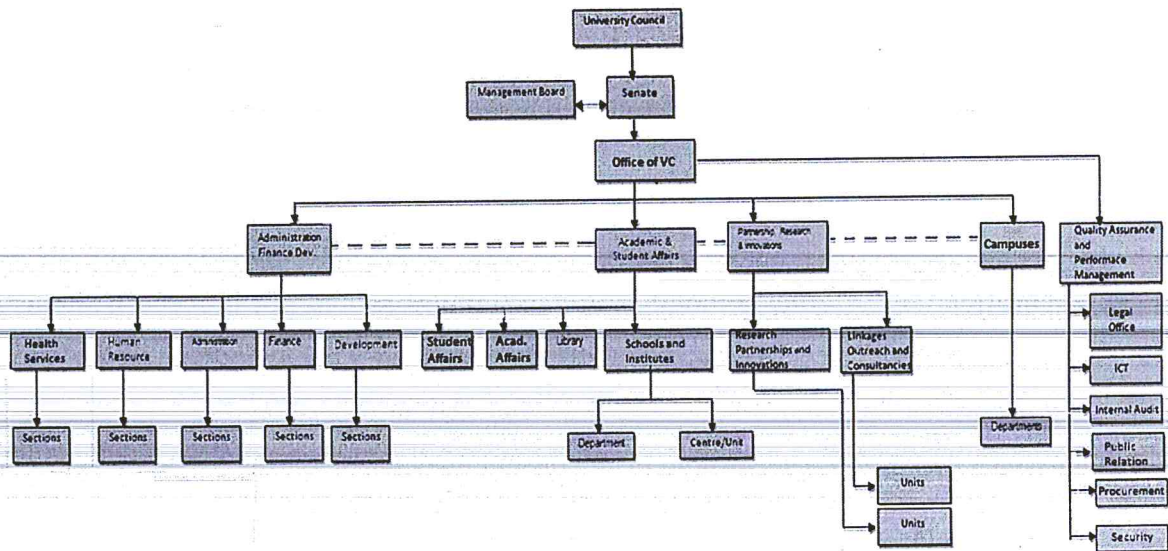 University Council
Management Board
Senate
Office of VC
Administration
Finance Dev..
Academic &
Student Affairs
Partnership, Research
& Innovations
Campuses
Quality Assurance
and
Performace
Management
Health
Services
Human
Resource
Administration
Finance
Development
Student
Affairs
Acad.
Affairs
Library
Schools and
Institutes
Research
Partnerships and
Innovations
Linkages
Outreach and
Consultancies
Legal
Office
ICT
Internal Audit
Public
Relation
Procurement
Security
Sections
Sections
Sections
Sections
Sections
Department
Centre/Unit
Departments
Units
Units